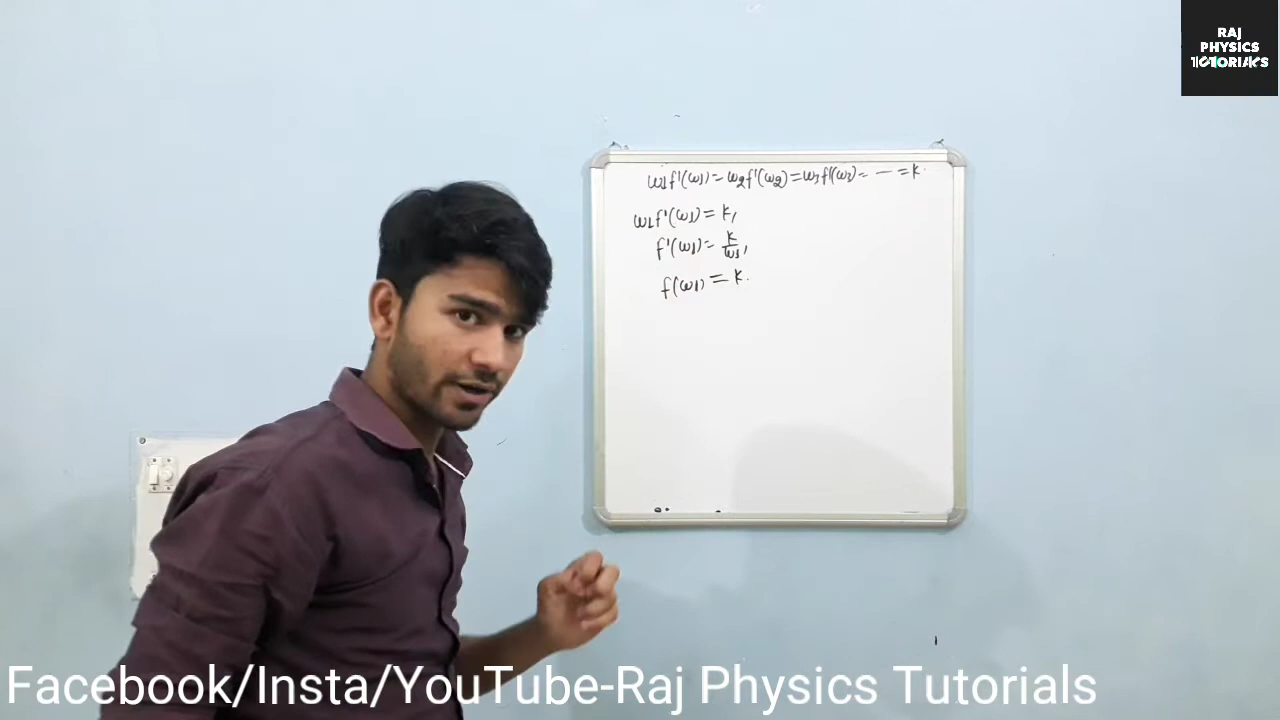 RAJ
PHYSICS
TUTORIALS
ω₁f'(ω₁) = ω₂f'(ω₂) = ω₃f'(ω₃) = --- = k.
ω₁f'(ω₁) = k,
f'(ω₁) = k/ω₁,
f(ω₁) = k.
Facebook/Insta/YouTube-Raj Physics Tutorials